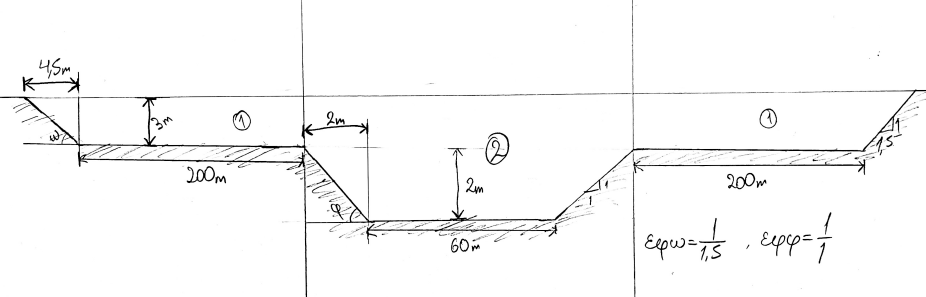 4,5m
3m
①
2m
②
①
ω
1
1,5
200m
2m
200m
φ
1
1
60m
εφω = 1/1,5 , εφφ = 1/1